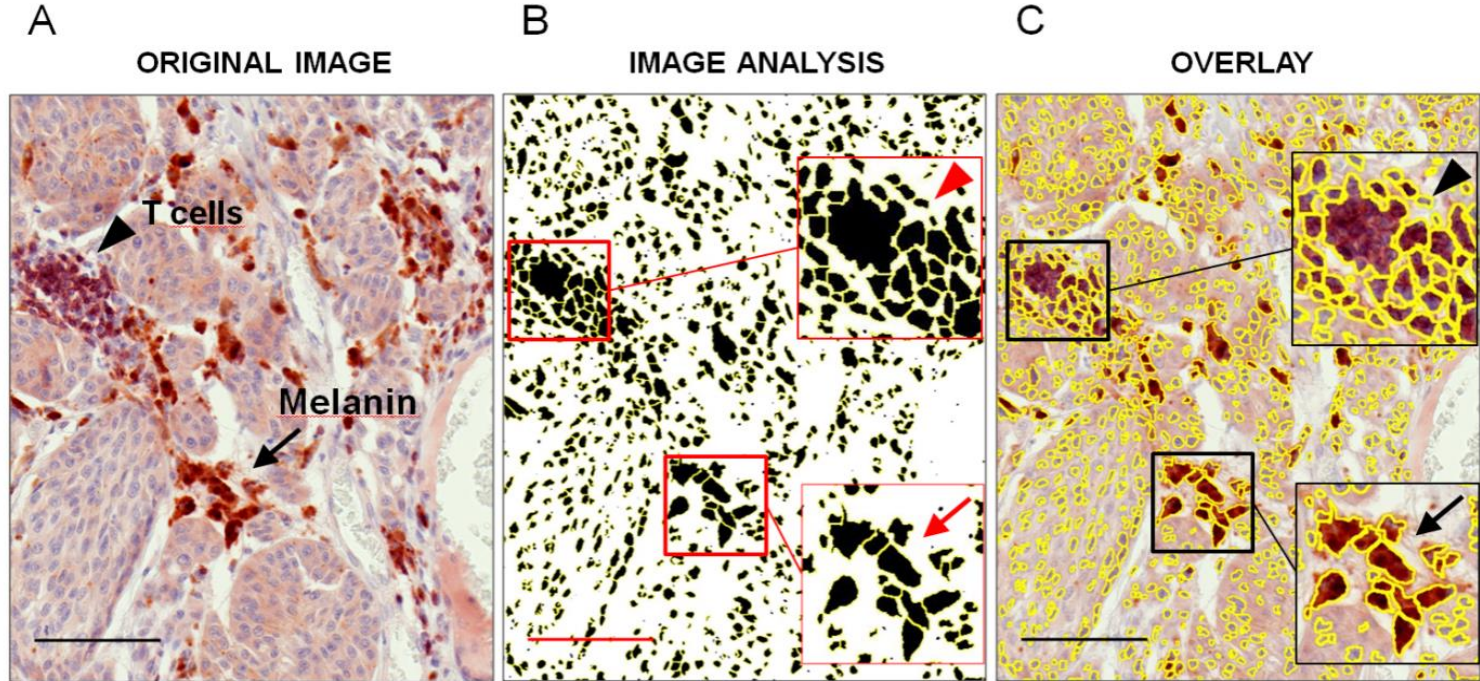 A
ORIGINAL IMAGE
T cells
Melanin
B
IMAGE ANALYSIS
C
OVERLAY